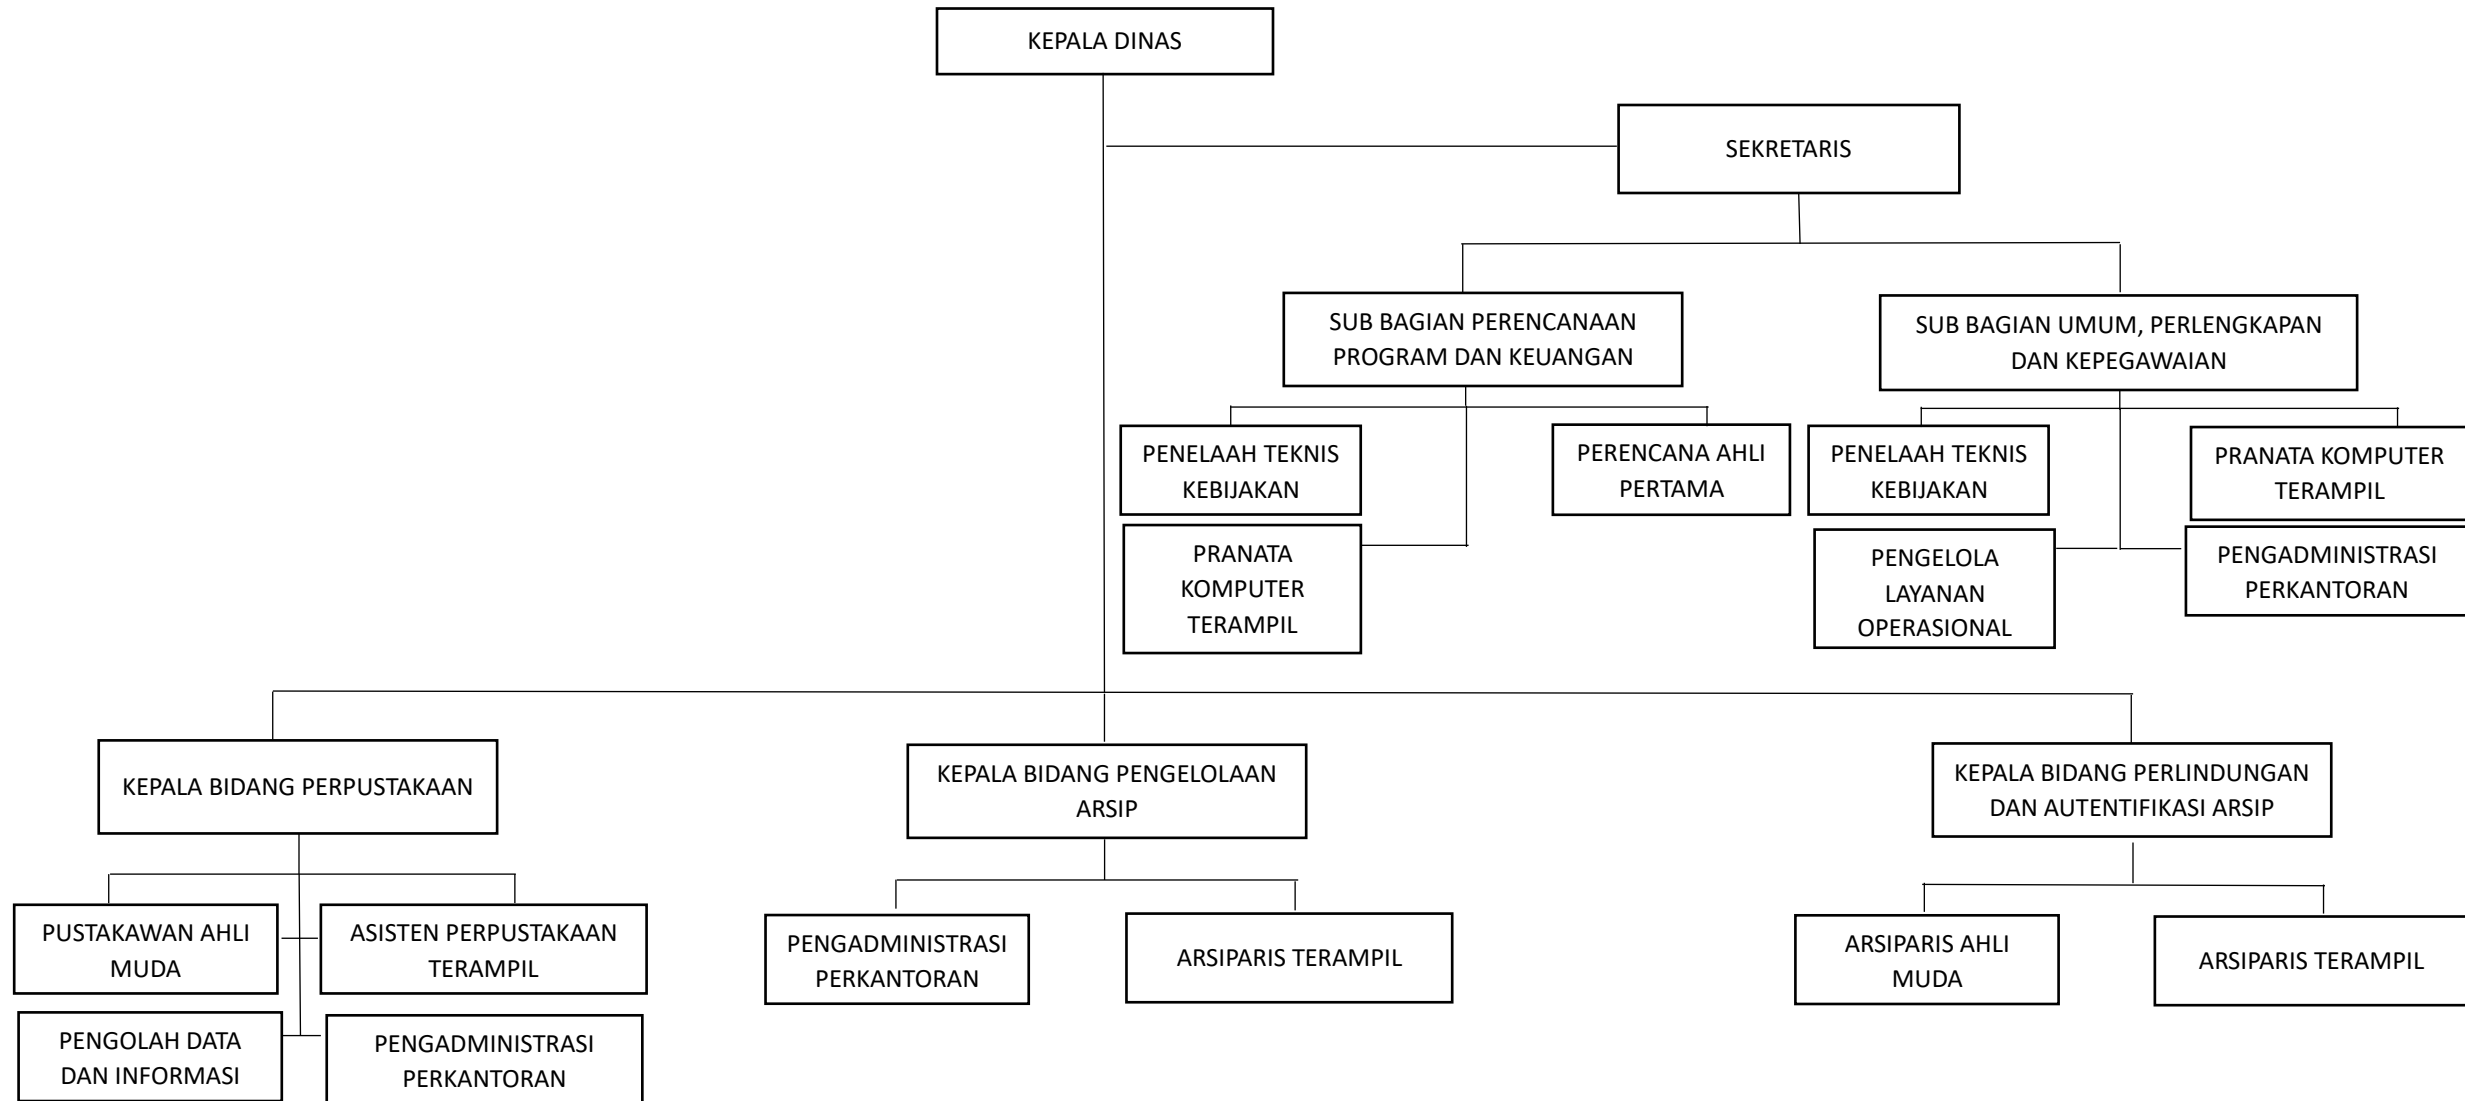 KEPALA DINAS
SEKRETARIS
SUB BAGIAN PERENCANAAN
PROGRAM DAN KEUANGAN
SUB BAGIAN UMUM, PERLENGKAPAN
DAN KEPEGAWAIAN
PENELAAH TEKNIS
KEBIJAKAN
PERENCANA AHLI
PERTAMA
PENELAAH TEKNIS
KEBIJAKAN
PRANATA KOMPUTER
TERAMPIL
PRANATA
KOMPUTER
TERAMPIL
PENGELOLA
LAYANAN
OPERASIONAL
PENGADMINISTRASI
PERKANTORAN
KEPALA BIDANG PERPUSTAKAAN
KEPALA BIDANG PENGELOLAAN
ARSIP
KEPALA BIDANG PERLINDUNGAN
DAN AUTENTIFIKASI ARSIP
PUSTAKAWAN AHLI
MUDA
ASISTEN PERPUSTAKAAN
TERAMPIL
PENGADMINISTRASI
PERKANTORAN
ARSIPARIS TERAMPIL
ARSIPARIS AHLI
MUDA
ARSIPARIS TERAMPIL
PENGOLAH DATA
DAN INFORMASI
PENGADMINISTRASI
PERKANTORAN